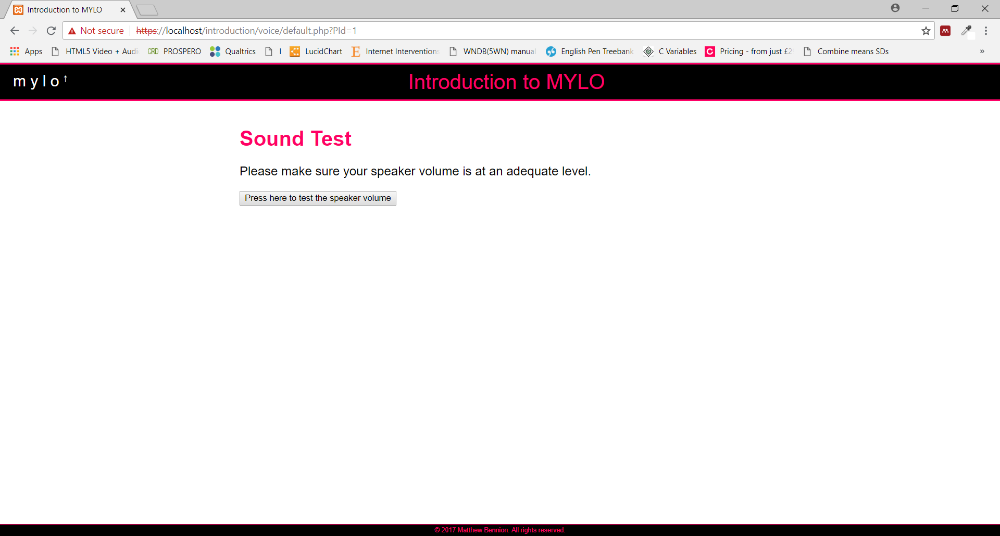 Introduction to MYLO
Not secure https://localhost/introduction/voice/default.php?PId=1
Apps HTML5 Video + Audi PROSPERO Qualtrics I LucidChart Internet Interventions WNDB(5WN) manual English Pen Treebank C Variables Pricing - from just £2 Combine means SDs »
mylo↑ Introduction to MYLO
Sound Test
Please make sure your speaker volume is at an adequate level.
Press here to test the speaker volume
© 2017 Matthew Bennion. All rights reserved.